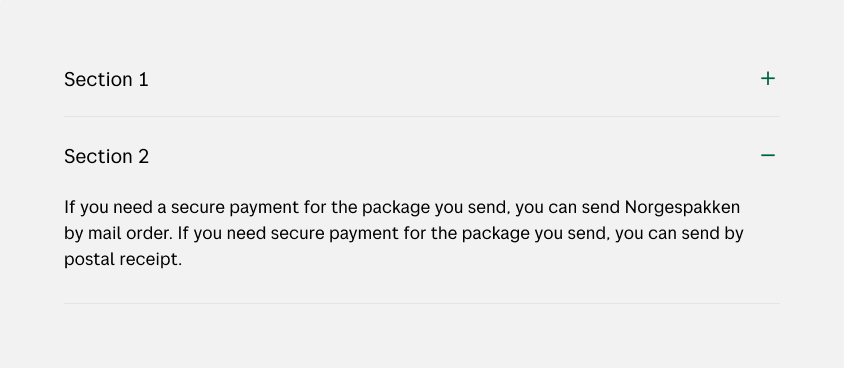 Section 1
Section 2
If you need a secure payment for the package you send, you can send Norgespakken
by mail order. If you need secure payment for the package you send, you can send by
postal receipt.